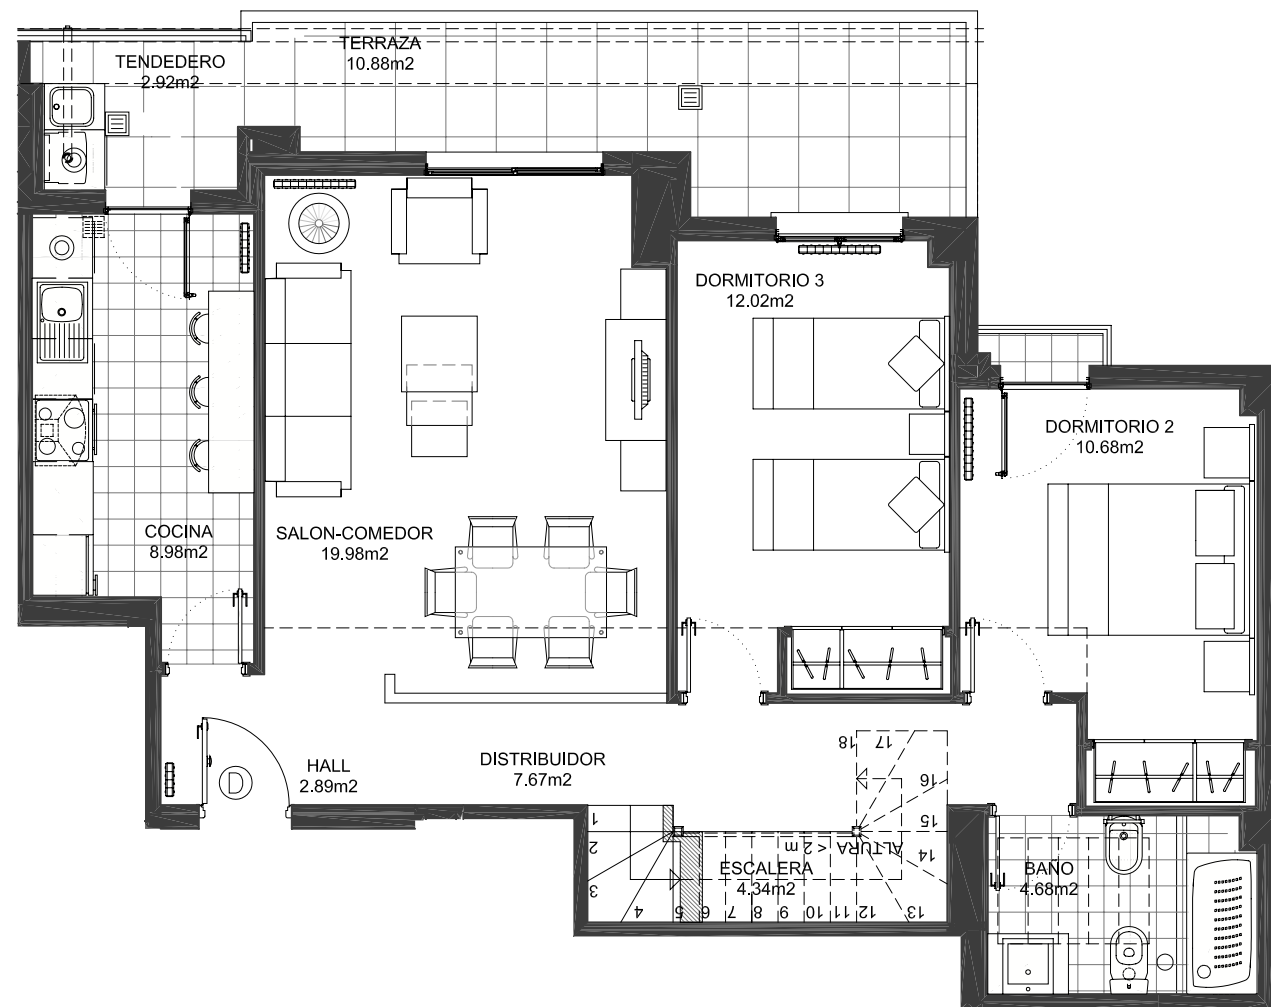 TERRAZA
10.88m2
TENDEDERO
2.92m2
DORMITORIO 3
12.02m2
DORMITORIO 2
10.68m2
COCINA
8.98m2
SALON-COMEDOR
19.98m2
HALL
2.89m2
D
DISTRIBUIDOR
7.67m2
18
17
16
15
14
13
12
11
10
9
8
7
6
5
4
3
2
1
ALTURA < 2 m
ESCALERA
4.34m2
BAÑO
4.68m2